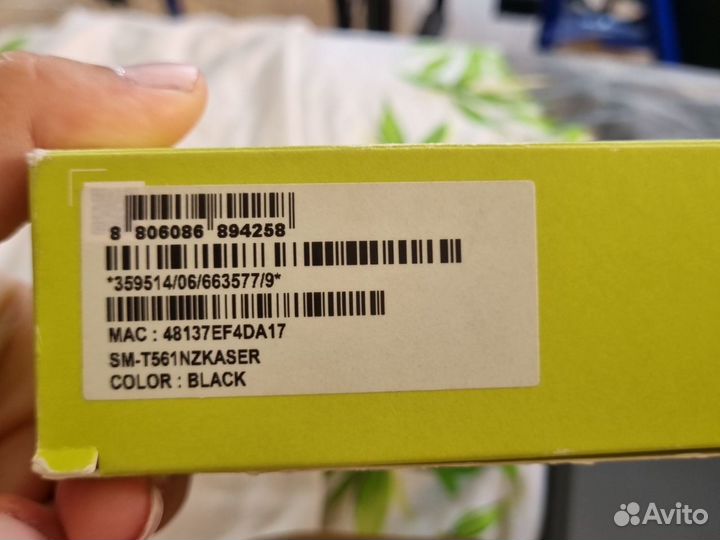 8 806086 894258
*359514/06/663577/9*
MAC : 48137EF4DA17
SM-T561NZKASER
COLOR : BLACK
Avito